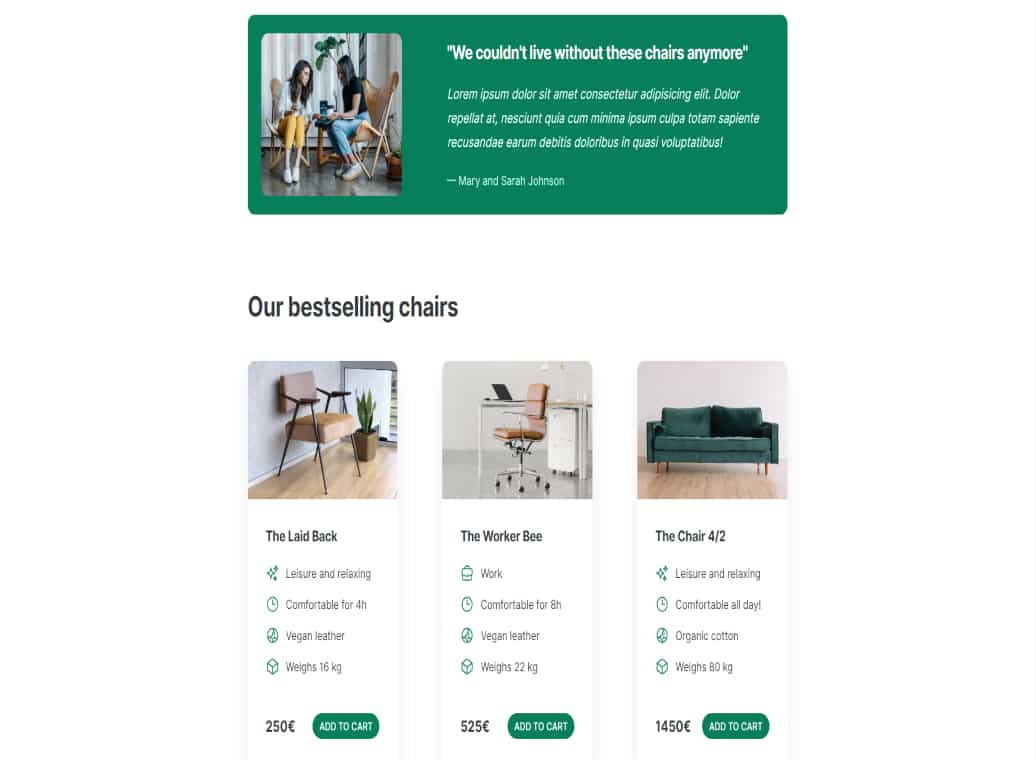 "We couldn't live without these chairs anymore"
Lorem ipsum dolor sit amet consectetur adipisicing elit. Dolor
repellat at, nesciunt quia cum minima ipsum culpa totam sapiente
recusandae earum debitis doloribus in quasi voluptatibus!
— Mary and Sarah Johnson
Our bestselling chairs
The Laid Back
Leisure and relaxing
Comfortable for 4h
Vegan leather
Weighs 16 kg
250€ ADD TO CART
The Worker Bee
Work
Comfortable for 8h
Vegan leather
Weighs 22 kg
525€ ADD TO CART
The Chair 4/2
Leisure and relaxing
Comfortable all day!
Organic cotton
Weighs 80 kg
1450€ ADD TO CART